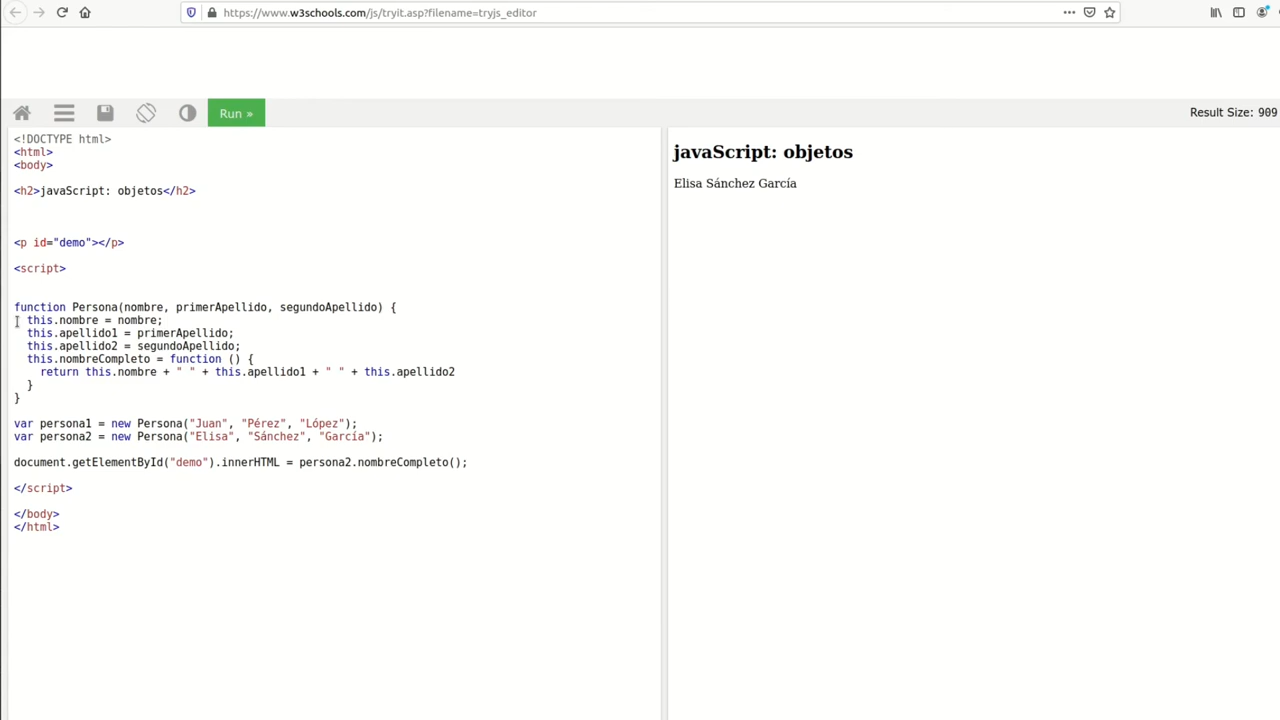 https://www.w3schools.com/js/tryit.asp?filename=tryjs_editor
Run »
Result Size: 909
<!DOCTYPE html>
<html>
<body>
<h2>javaScript: objetos</h2>
<p id="demo"></p>
<script>
function Persona(nombre, primerApellido, segundoApellido) {
this.nombre = nombre;
this.apellido1 = primerApellido;
this.apellido2 = segundoApellido;
this.nombreCompleto = function () {
return this.nombre + " " + this.apellido1 + " " + this.apellido2
}
}
var persona1 = new Persona("Juan", "Pérez", "López");
var persona2 = new Persona("Elisa", "Sánchez", "García");
document.getElementById("demo").innerHTML = persona2.nombreCompleto();
</script>
</body>
</html>
javaScript: objetos
Elisa Sánchez García